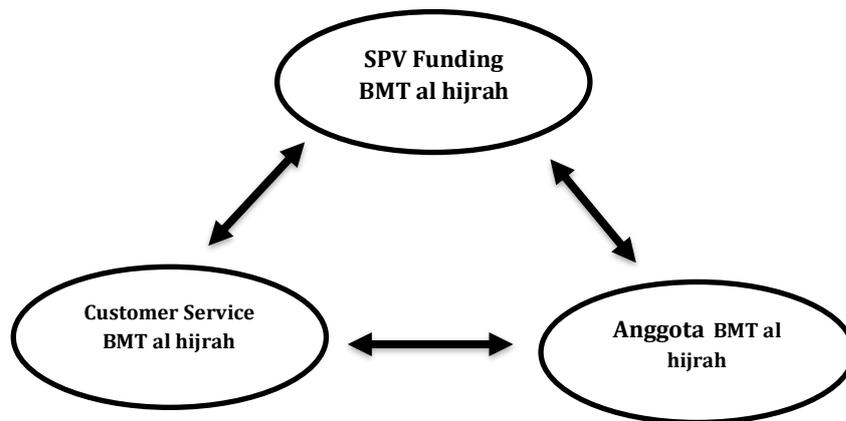 SPV Funding
BMT al hijrah
Customer Service
BMT al hijrah
Anggota BMT al
hijrah